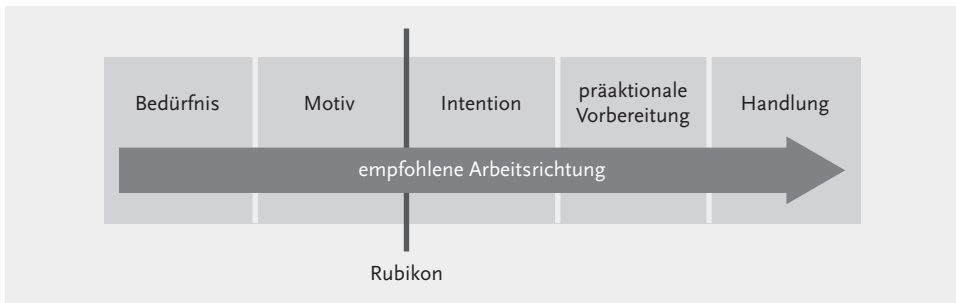 Bedürfnis
Motiv
Intention
präaktionale
Vorbereitung
Handlung
empfohlene Arbeitsrichtung
Rubikon